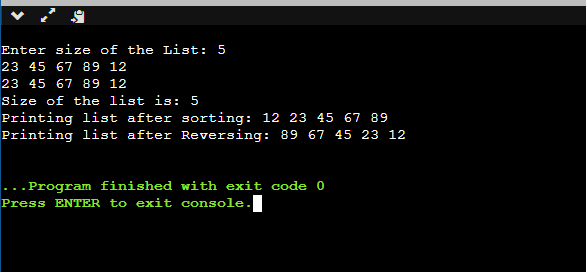 Enter size of the List: 5
23 45 67 89 12
23 45 67 89 12
Size of the list is: 5
Printing list after sorting: 12 23 45 67 89
Printing list after Reversing: 89 67 45 23 12
...Program finished with exit code 0
Press ENTER to exit console.